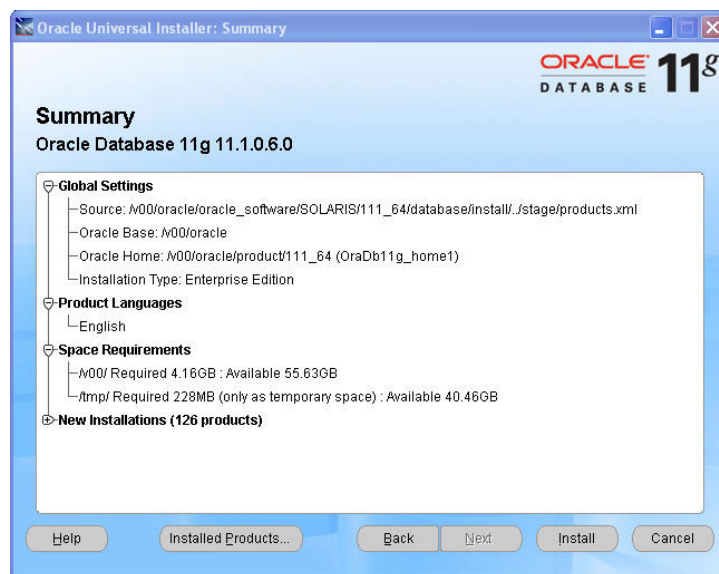 Oracle Universal Installer: Summary
ORACLE
DATABASE
11g
Summary
Oracle Database 11g 11.1.0.6.0
Global Settings
Source: /v00/oracle/oracle_software/SOLARIS/111_64/database/install/../stage/products.xml
Oracle Base: /v00/oracle
Oracle Home: /v00/oracle/product/111_64 (OraDb11g_home1)
Installation Type: Enterprise Edition
Product Languages
English
Space Requirements
/v00/ Required 4.16GB : Available 55.63GB
/tmp/ Required 228MB (only as temporary space) : Available 40.46GB
New Installations (126 products)
Help Installed Products... Back Next Install Cancel